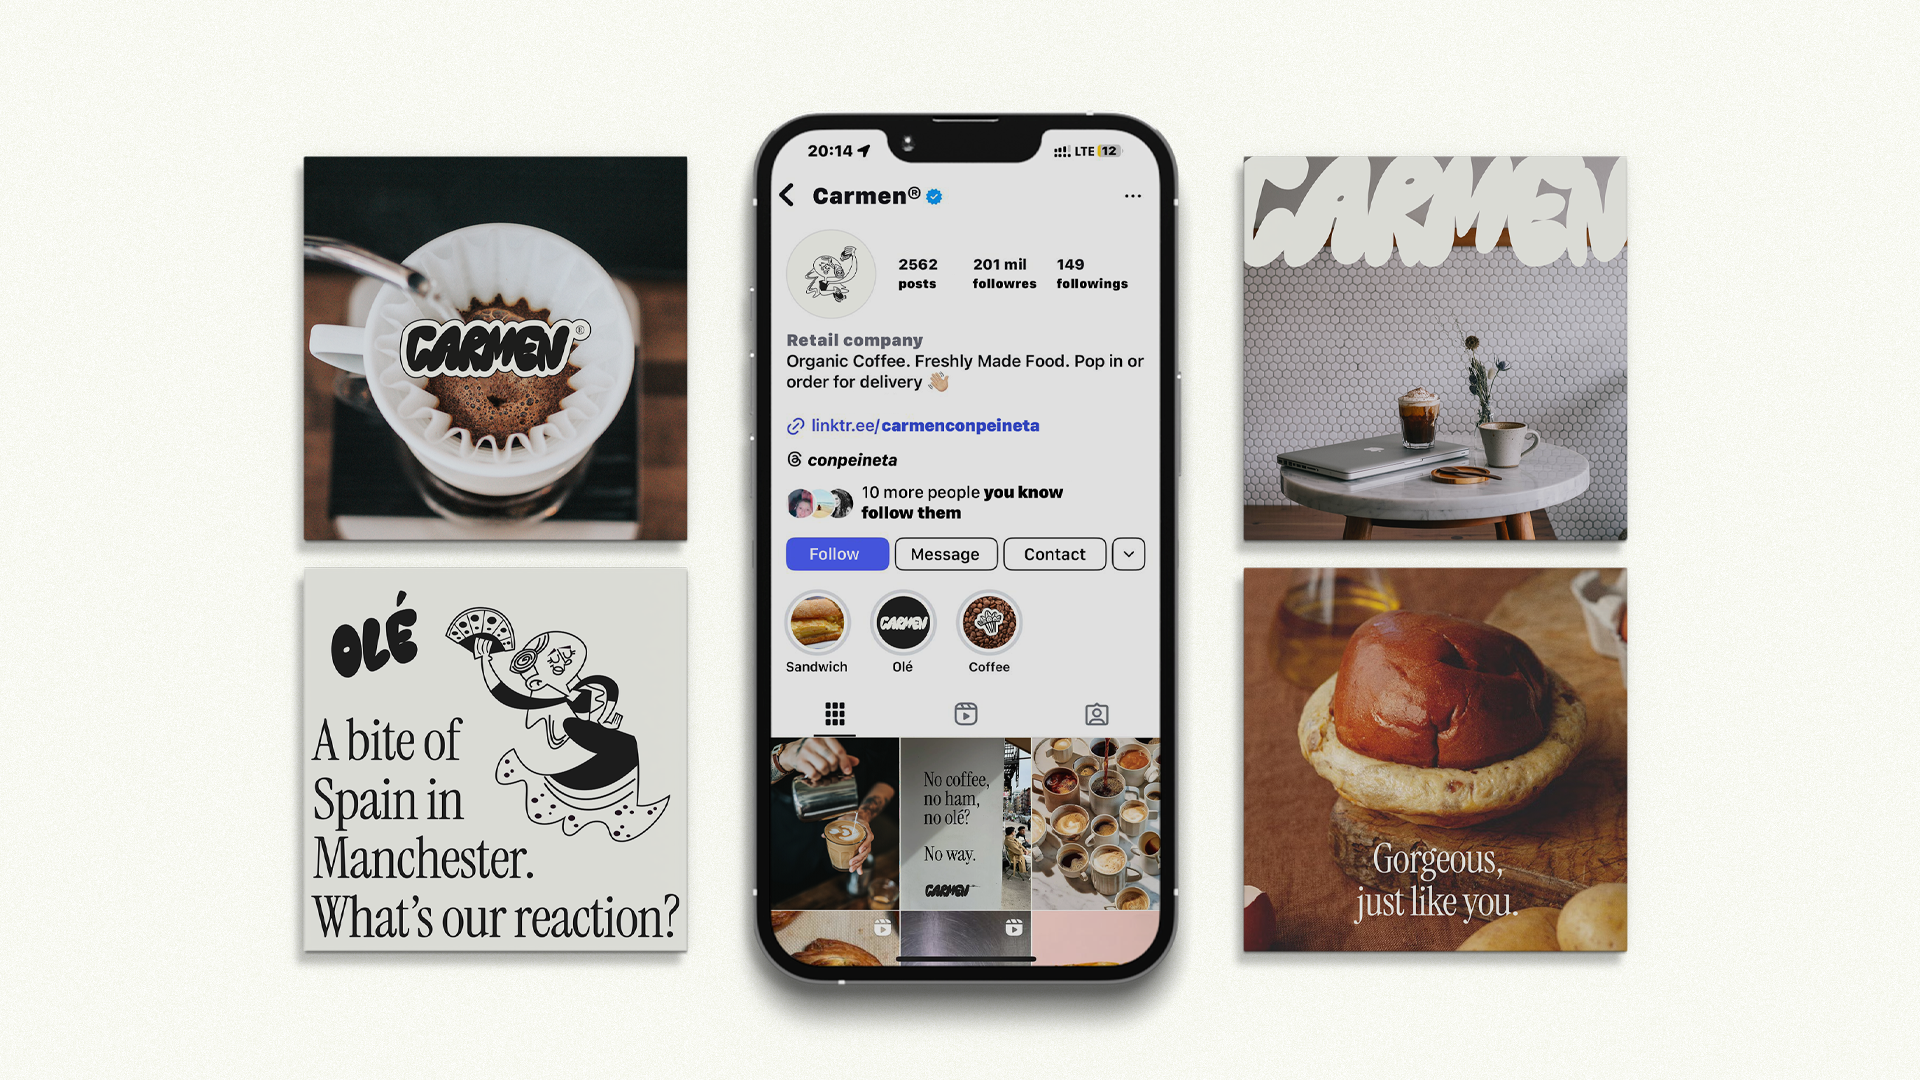 CARMEN®
OLÉ
A bite of
Spain in
Manchester.
What's our reaction?
20:14
LTE 12
Carmen®
2562
posts
201 mil
followres
149
followings
Retail company
Organic Coffee. Freshly Made Food. Pop in or
order for delivery 👋🏼
linktr.ee/carmenconpeineta
conpeineta
10 more people you know
follow them
Follow
Message
Contact
CARMEN
Sandwich
Olé
Coffee
No coffee,
no ham,
no olé?
No way.
CARMEN
CARMEN
Gorgeous,
just like you.